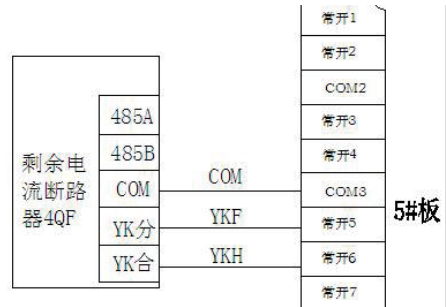 剩余电
流断路
器4QF
485A
485B
COM
YK分
YK合
COM
YKF
YKH
常开1
常开2
COM2
常开3
常开4
COM3
常开5
常开6
常开7
5#板